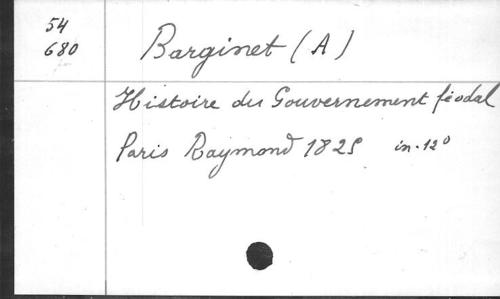 54
680
Barginet (A)
Histoire du Gouvernement féodal
Paris Raymond 1825 in-12°